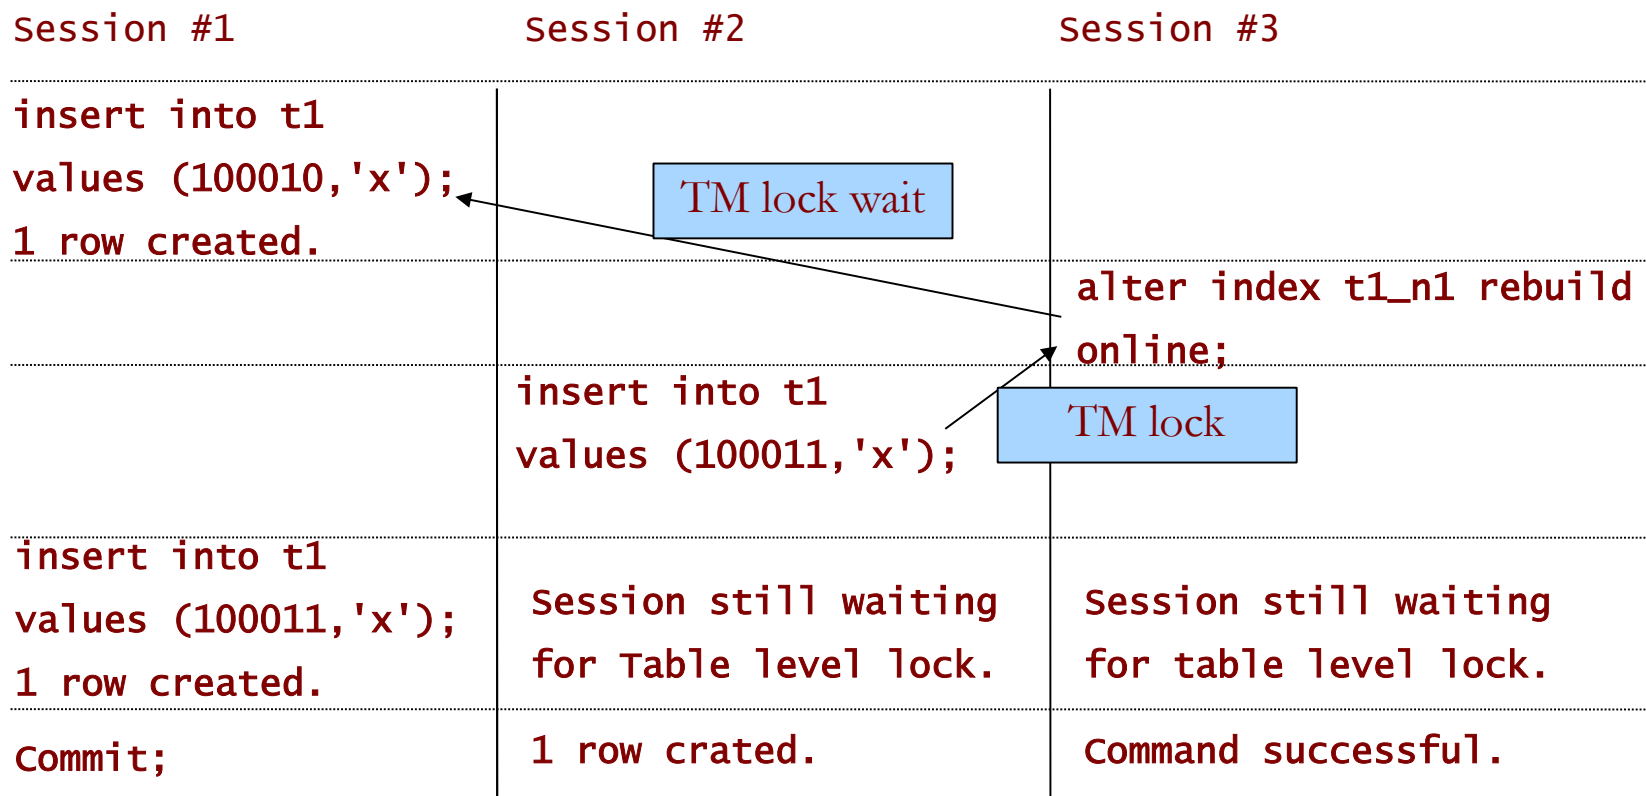 Session #1
Session #2
Session #3
insert into t1
values (100010,'x');
1 row created.
TM lock wait
alter index t1_n1 rebuild
online;
insert into t1
values (100011,'x');
TM lock
insert into t1
values (100011,'x');
1 row created.
Session still waiting
for Table level lock.
Session still waiting
for table level lock.
Commit;
1 row crated.
Command successful.